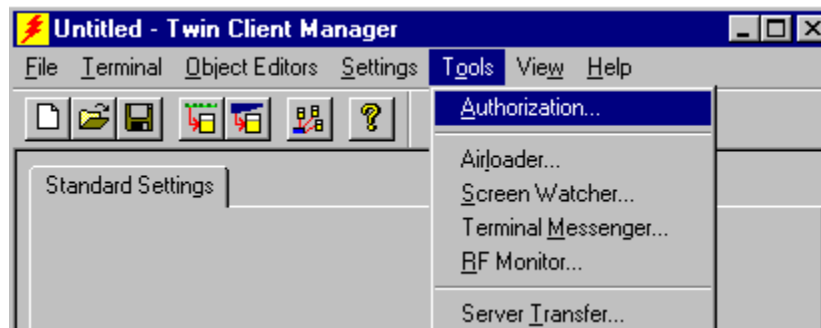 Untitled - Twin Client Manager
File Terminal Object Editors Settings Tools View Help
Authorization...
Airloader...
Standard Settings
Screen Watcher...
Terminal Messenger...
RF Monitor...
Server Transfer...